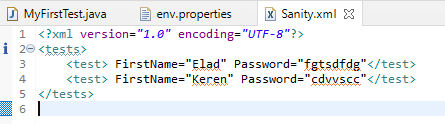 MyFirstTest.java env.properties Sanity.xml
1 <?xml version="1.0" encoding="UTF-8"?>
2 <tests>
3 <test> FirstName="Elad" Password="fgtsdfdg"</test>
4 <test> FirstName="Keren" Password="cdvvscc"</test>
5 </tests>
6